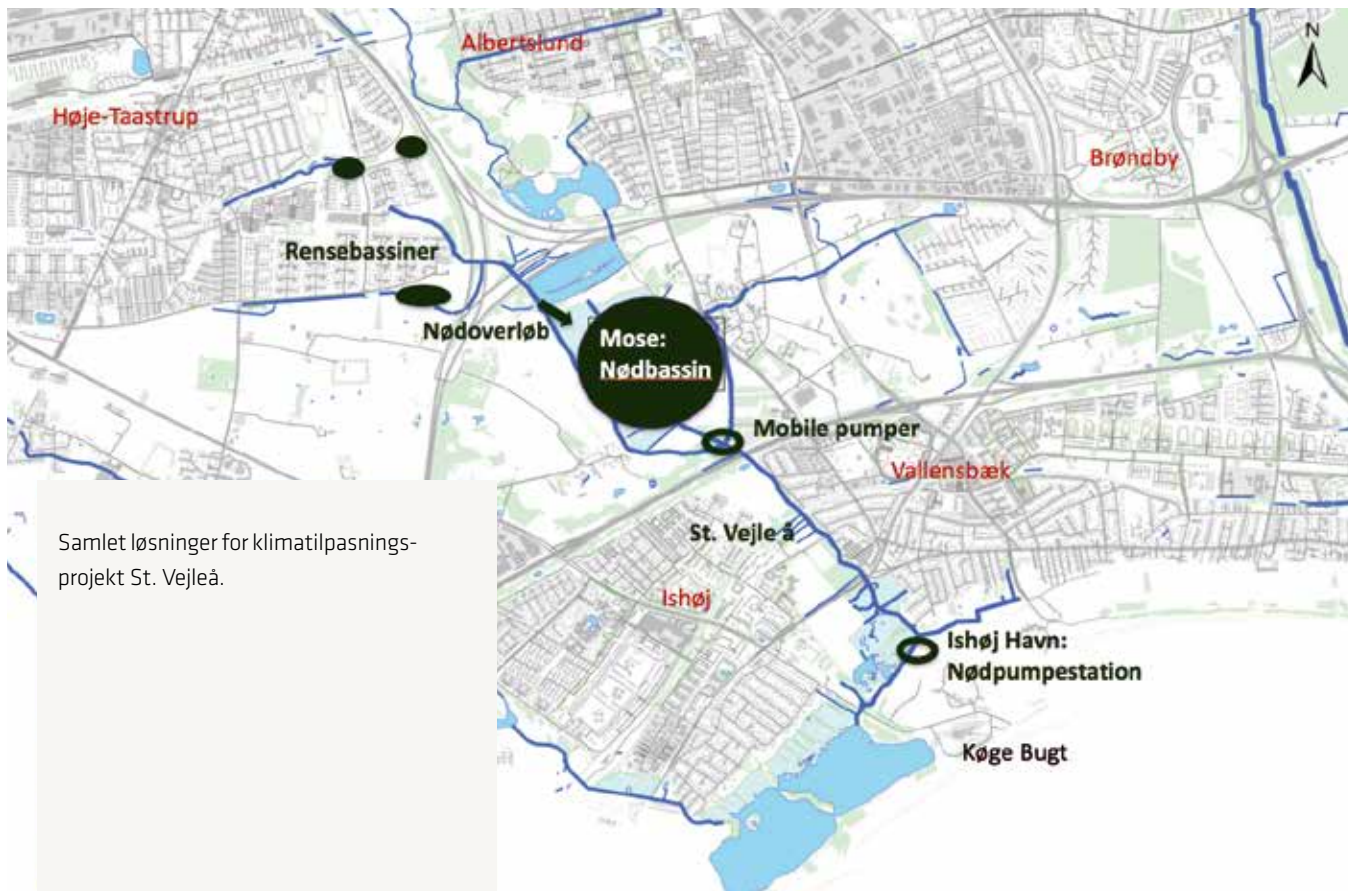 Albertslund
N
Høje-Taastrup
Brøndby
Rensebassiner
Nødoverløb
Mose:
Nødbassin
Mobile pumper
Vallensbæk
St. Vejle å
Samlet løsninger for klimatilpasnings-
projekt St. Vejleå.
Ishøj
Ishøj Havn:
Nødpumpestation
Køge Bugt